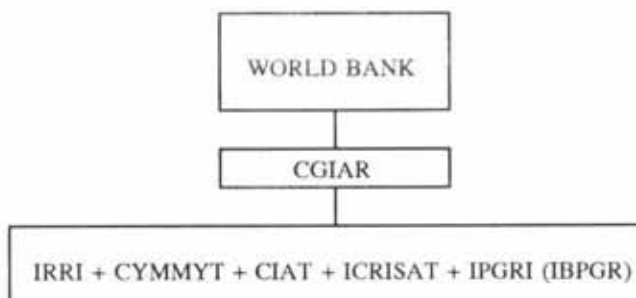 WORLD BANK
CGIAR
IRRI + CYMMYT + CIAT + ICRISAT + IPGRI (IBPGR)